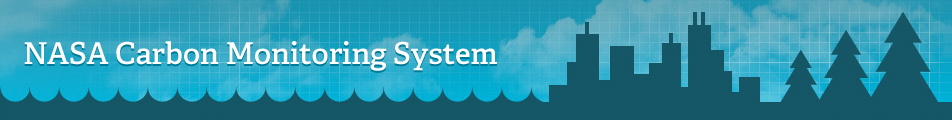 NASA Carbon Monitoring System